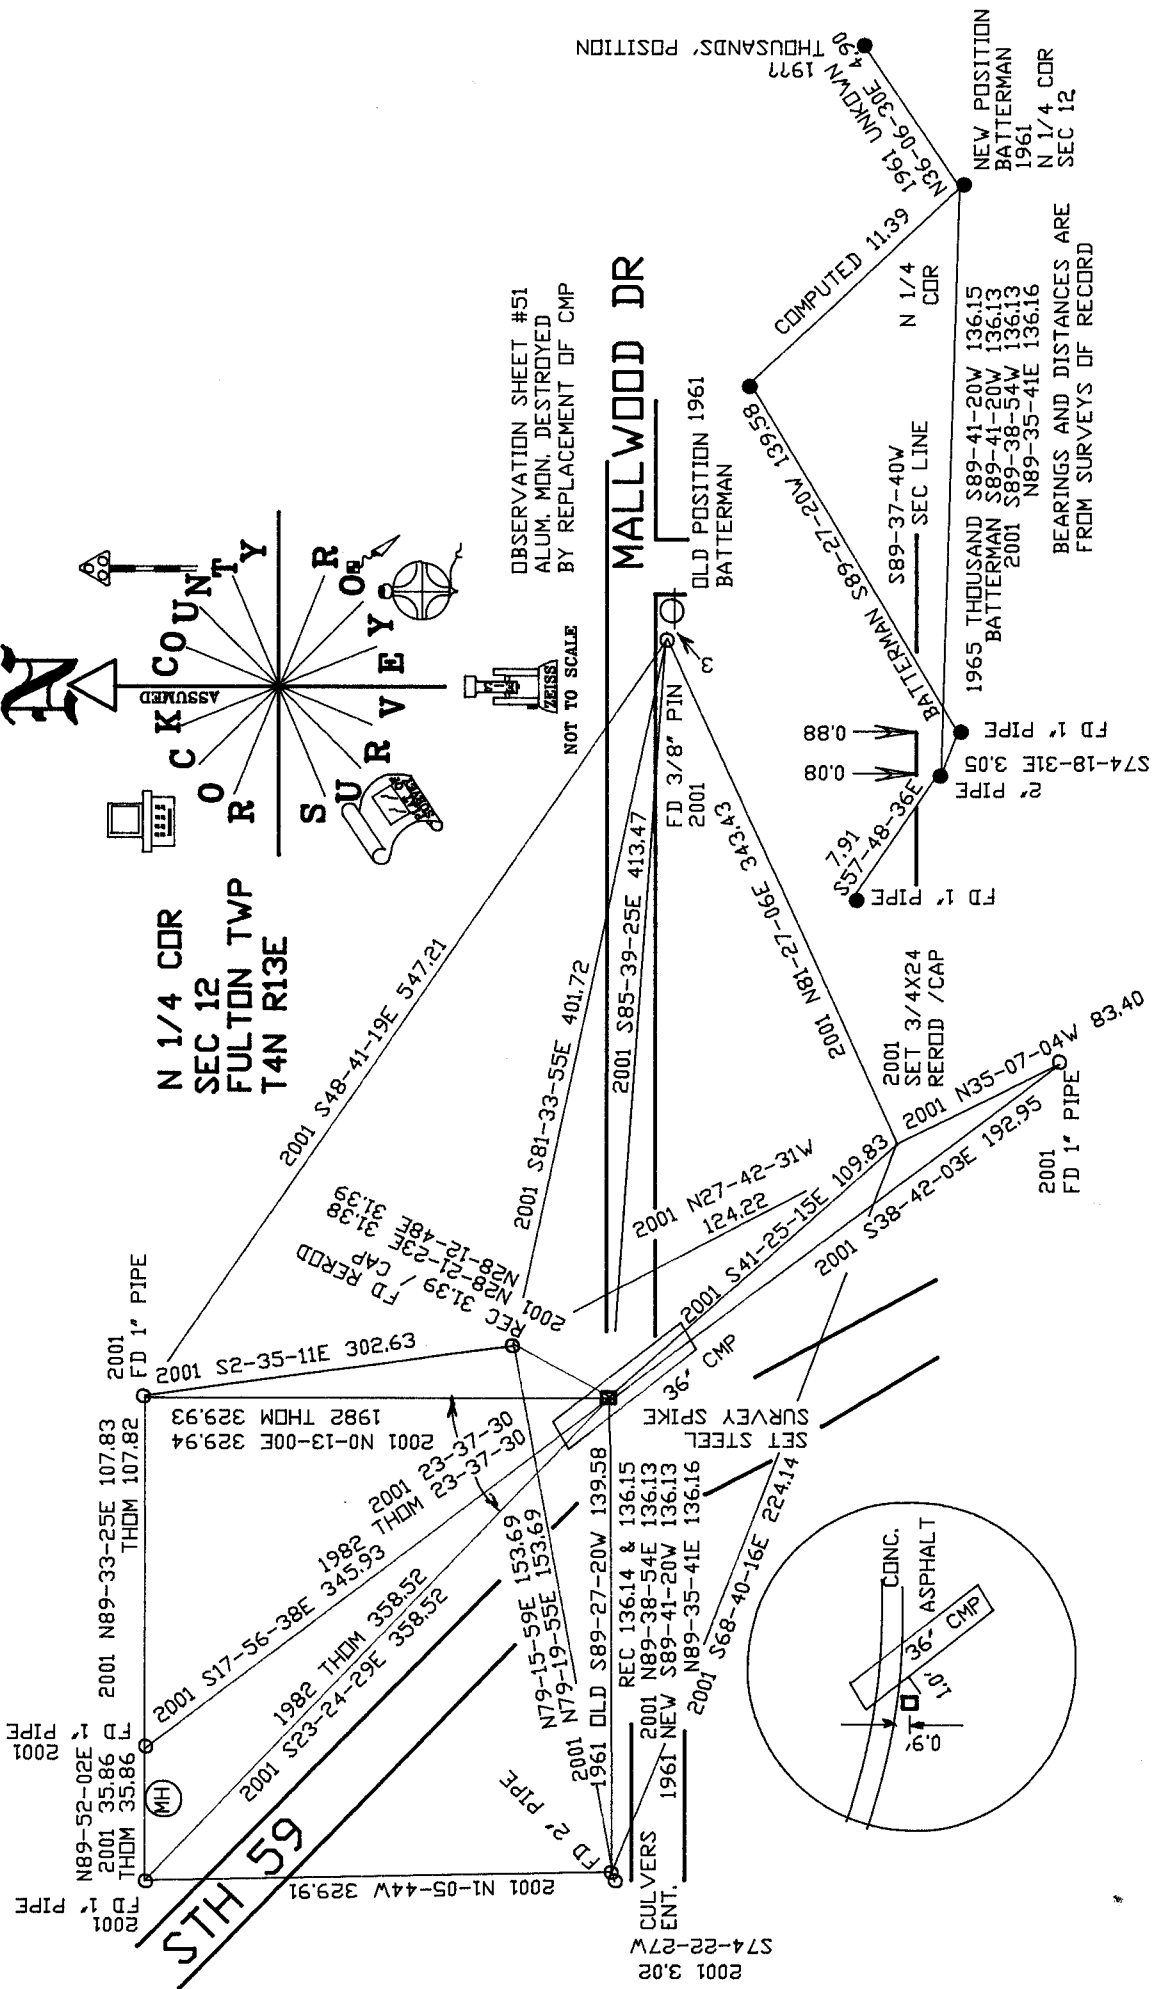 N 1/4 COR
SEC 12
FULTON TWP
T4N R13E
N
ASSUMED
ROCK COUNTY
SURVEYOR
PLAT OF SURVEY
ZEISS
NOT TO SCALE
OBSERVATION SHEET #51
ALUM. MON. DESTROYED
BY REPLACEMENT OF CMP
MALLWOOD DR
OLD POSITION 1961
BATTERMAN
FD 3/8" PIN
2001
3
2001
FD 1" PIPE
2001 S48-41-19E 547.21
2001 S81-33-55E 401.72
2001 S85-39-25E 413.47
2001 N81-27-06E 343.43
2001 S2-35-11E 302.63
1982 THOM 329.93
2001 N0-13-00E 329.94
FD REROD
/ CAP
REC 31.39
2001 N28-21-23E 31.38
N28-12-48E 31.39
2001 N89-33-25E 107.83
THOM 107.82
2001
FD 1" PIPE
N89-52-02E
2001 35.86
THOM 35.86
MH
FD 1" PIPE
2001
2001 S17-56-38E 345.93
1982 THOM 358.52
2001 S23-24-29E 358.52
2001 23-37-30
1982 THOM 23-37-30
STH 59
2001 N1-05-44W 329.91
FD 2" PIPE
N79-15-59E 153.69
2001 N79-19-55E 153.69
1961 OLD S89-27-20W 139.58
REC 136.14 & 136.15
2001 N89-38-54E 136.13
1961 NEW S89-41-20W 136.13
N89-35-41E 136.16
CULVERS
ENT.
S74-22-27W
2001 3.02
2001 S68-40-16E 224.14
SET STEEL
SURVEY SPIKE
36" CMP
2001 N27-42-31W
124.22
2001 S41-25-15E 109.83
2001 S38-42-03E 192.95
2001
SET 3/4X24
REROD /CAP
2001 N35-07-04W 83.40
2001
FD 1" PIPE
CONC.
ASPHALT
36" CMP
1.0'
0.9'
1977
THOUSANDS' POSITION
1961 UNKOWN
N36-06-30E 4.90
NEW POSITION
BATTERMAN
1961
N 1/4 COR
SEC 12
COMPUTED 11.39
N 1/4
COR
BATTERMAN S89-27-20W 139.58
S89-37-40W
SEC LINE
0.88
0.08
FD 1" PIPE
S74-18-31E 3.05
2" PIPE
7.91
S57-48-36E
FD 1" PIPE
1965 THOUSAND S89-41-20W 136.15
BATTERMAN S89-41-20W 136.13
2001 S89-38-54W 136.13
N89-35-41E 136.16
BEARINGS AND DISTANCES ARE
FROM SURVEYS OF RECORD